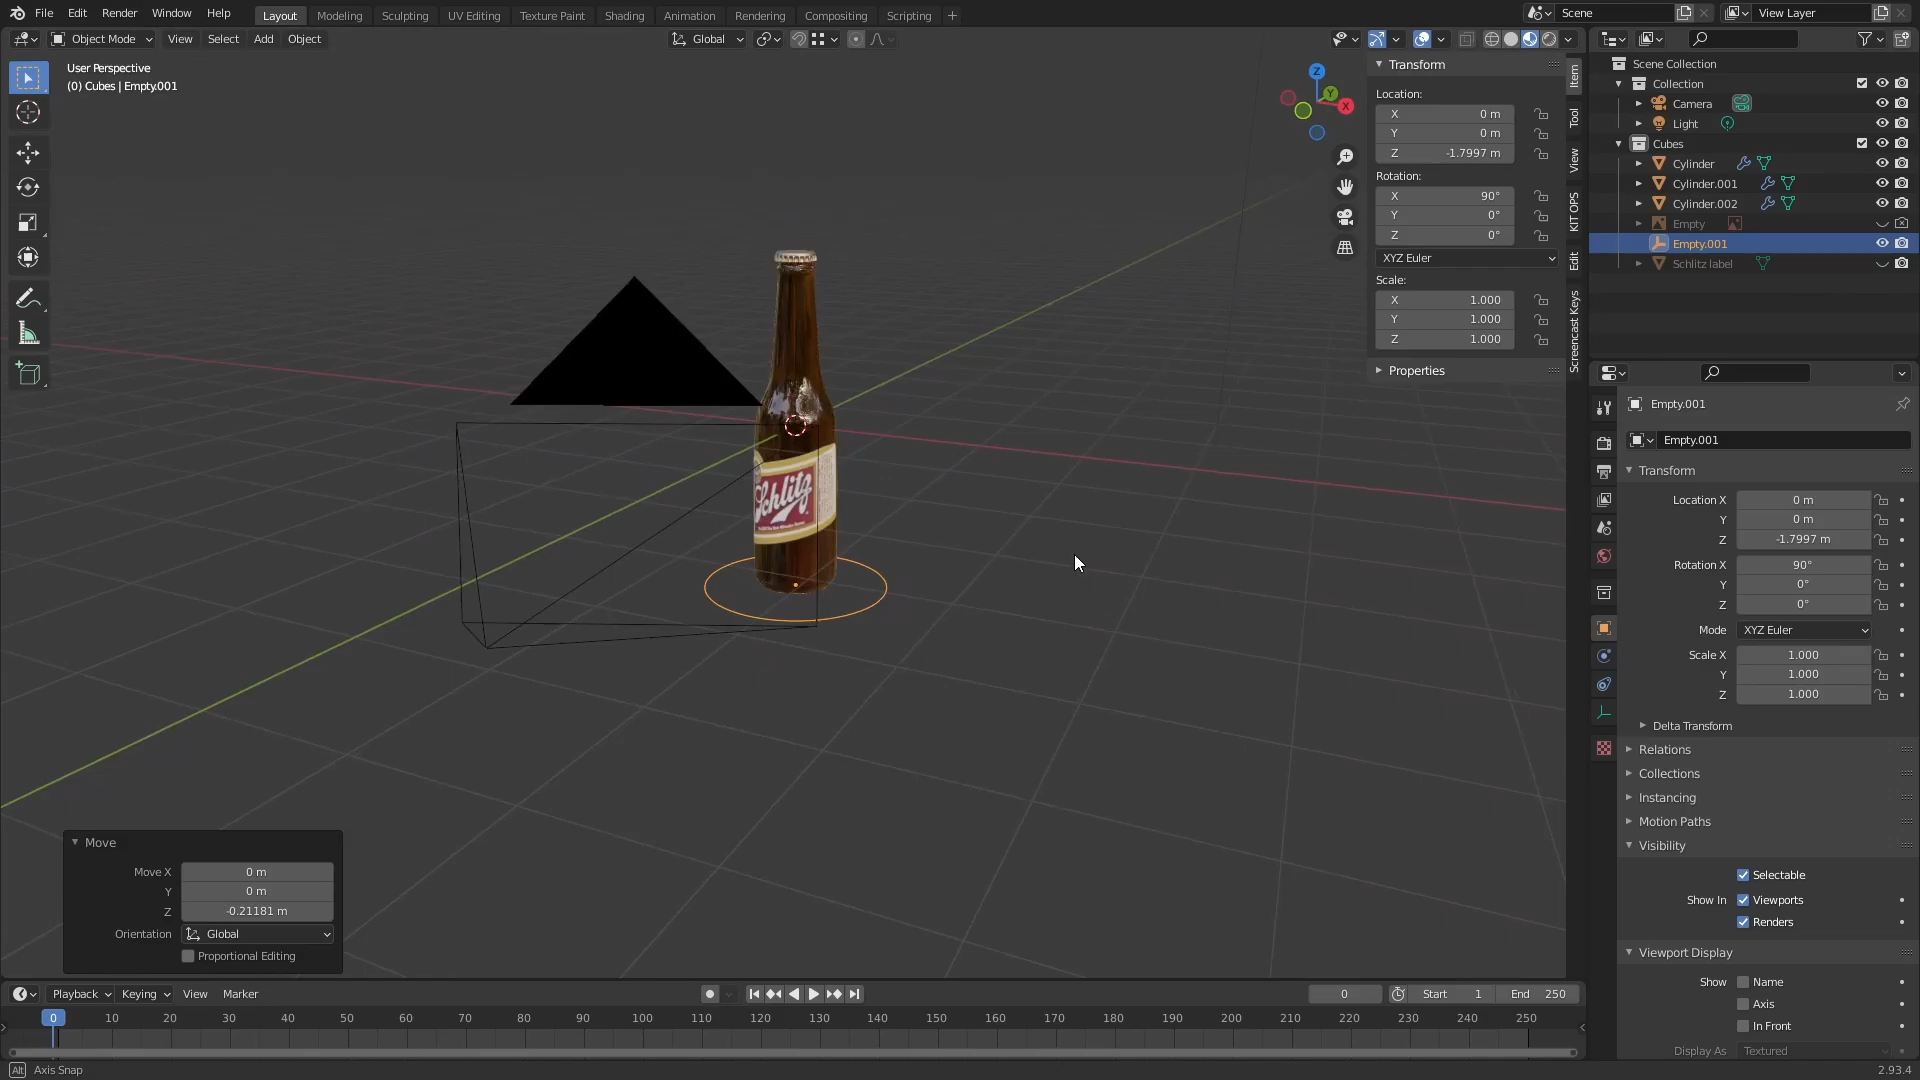 File Edit Render Window Help
Layout Modeling Sculpting UV Editing Texture Paint Shading Animation Rendering Compositing Scripting +
Scene
View Layer
Object Mode View Select Add Object
Global
User Perspective
(0) Cubes | Empty.001
Z
Y
X
Schlitz
Transform
Location:
X 0 m
Y 0 m
Z -1.7997 m
Rotation:
X 90°
Y 0°
Z 0°
XYZ Euler
Scale:
X 1.000
Y 1.000
Z 1.000
Properties
Item
Tool
View
KIT OPS
Edit
Screencast Keys
Scene Collection
Collection
Camera
Light
Cubes
Cylinder
Cylinder.001
Cylinder.002
Empty
Empty.001
Schlitz label
Empty.001
Empty.001
Transform
Location X 0 m
Y 0 m
Z -1.7997 m
Rotation X 90°
Y 0°
Z 0°
Mode XYZ Euler
Scale X 1.000
Y 1.000
Z 1.000
Delta Transform
Relations
Collections
Instancing
Motion Paths
Visibility
Selectable
Show In Viewports
Renders
Viewport Display
Show Name
Axis
In Front
Display As Textured
Move
Move X 0 m
Y 0 m
Z -0.21181 m
Orientation Global
Proportional Editing
Playback Keying View Marker
0 Start 1 End 250
0 10 20 30 40 50 60 70 80 90 100 110 120 130 140 150 160 170 180 190 200 210 220 230 240 250
Alt Axis Snap
2.93.4